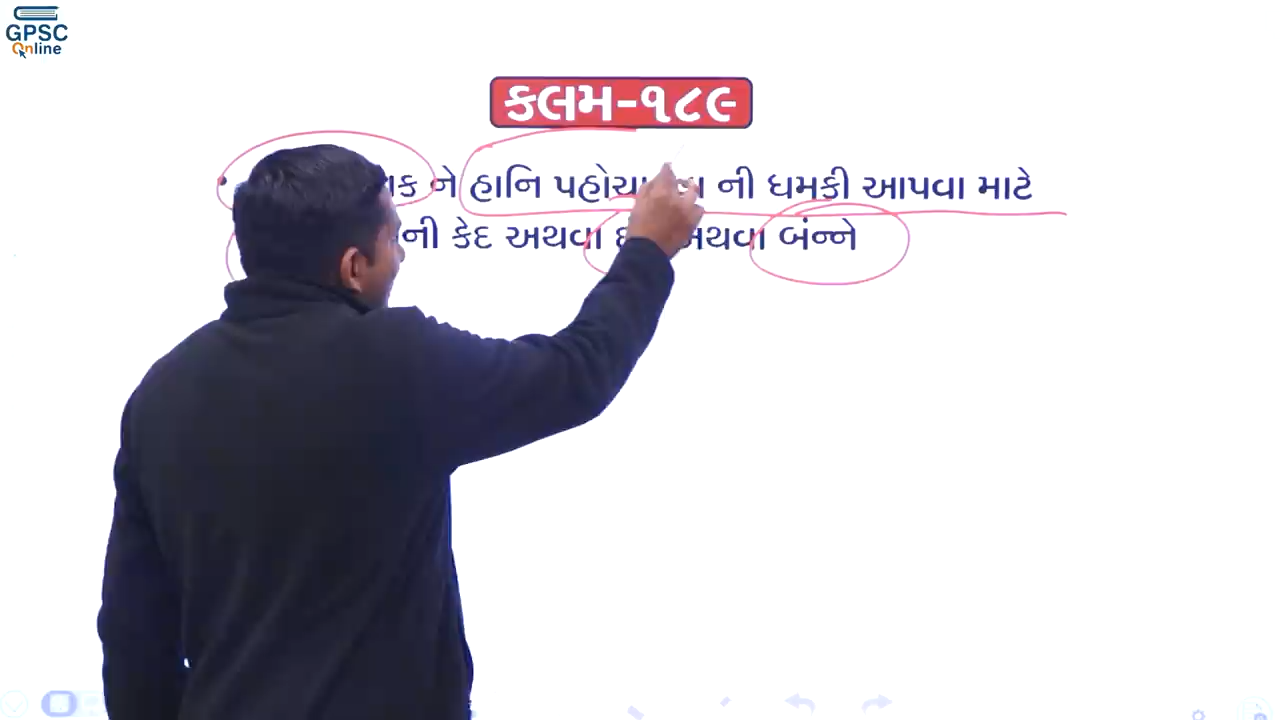 GPSC
Online
કલમ-૧૮૯
ને હાનિ પહોચા ની ધમકી આપવા માટે
ની કેદ અથવા અથવા બંન્ને